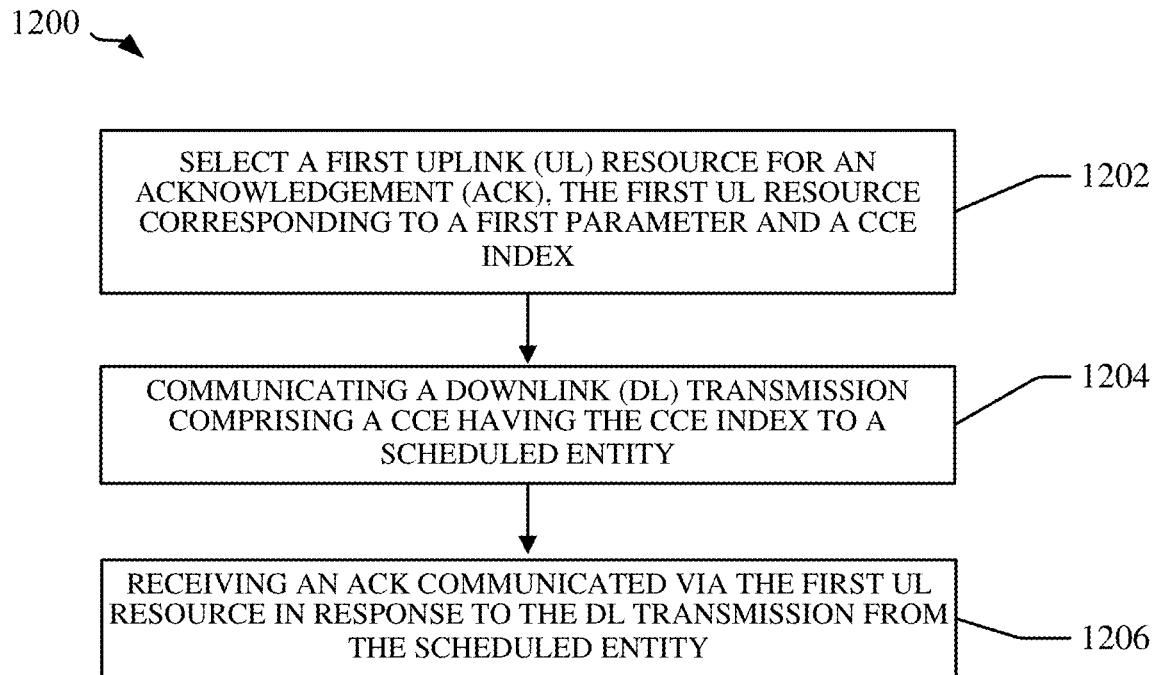 1200
SELECT A FIRST UPLINK (UL) RESOURCE FOR AN
ACKNOWLEDGEMENT (ACK), THE FIRST UL RESOURCE
CORRESPONDING TO A FIRST PARAMETER AND A CCE
INDEX
1202
COMMUNICATING A DOWNLINK (DL) TRANSMISSION
COMPRISING A CCE HAVING THE CCE INDEX TO A
SCHEDULED ENTITY
1204
RECEIVING AN ACK COMMUNICATED VIA THE FIRST UL
RESOURCE IN RESPONSE TO THE DL TRANSMISSION FROM
THE SCHEDULED ENTITY
1206